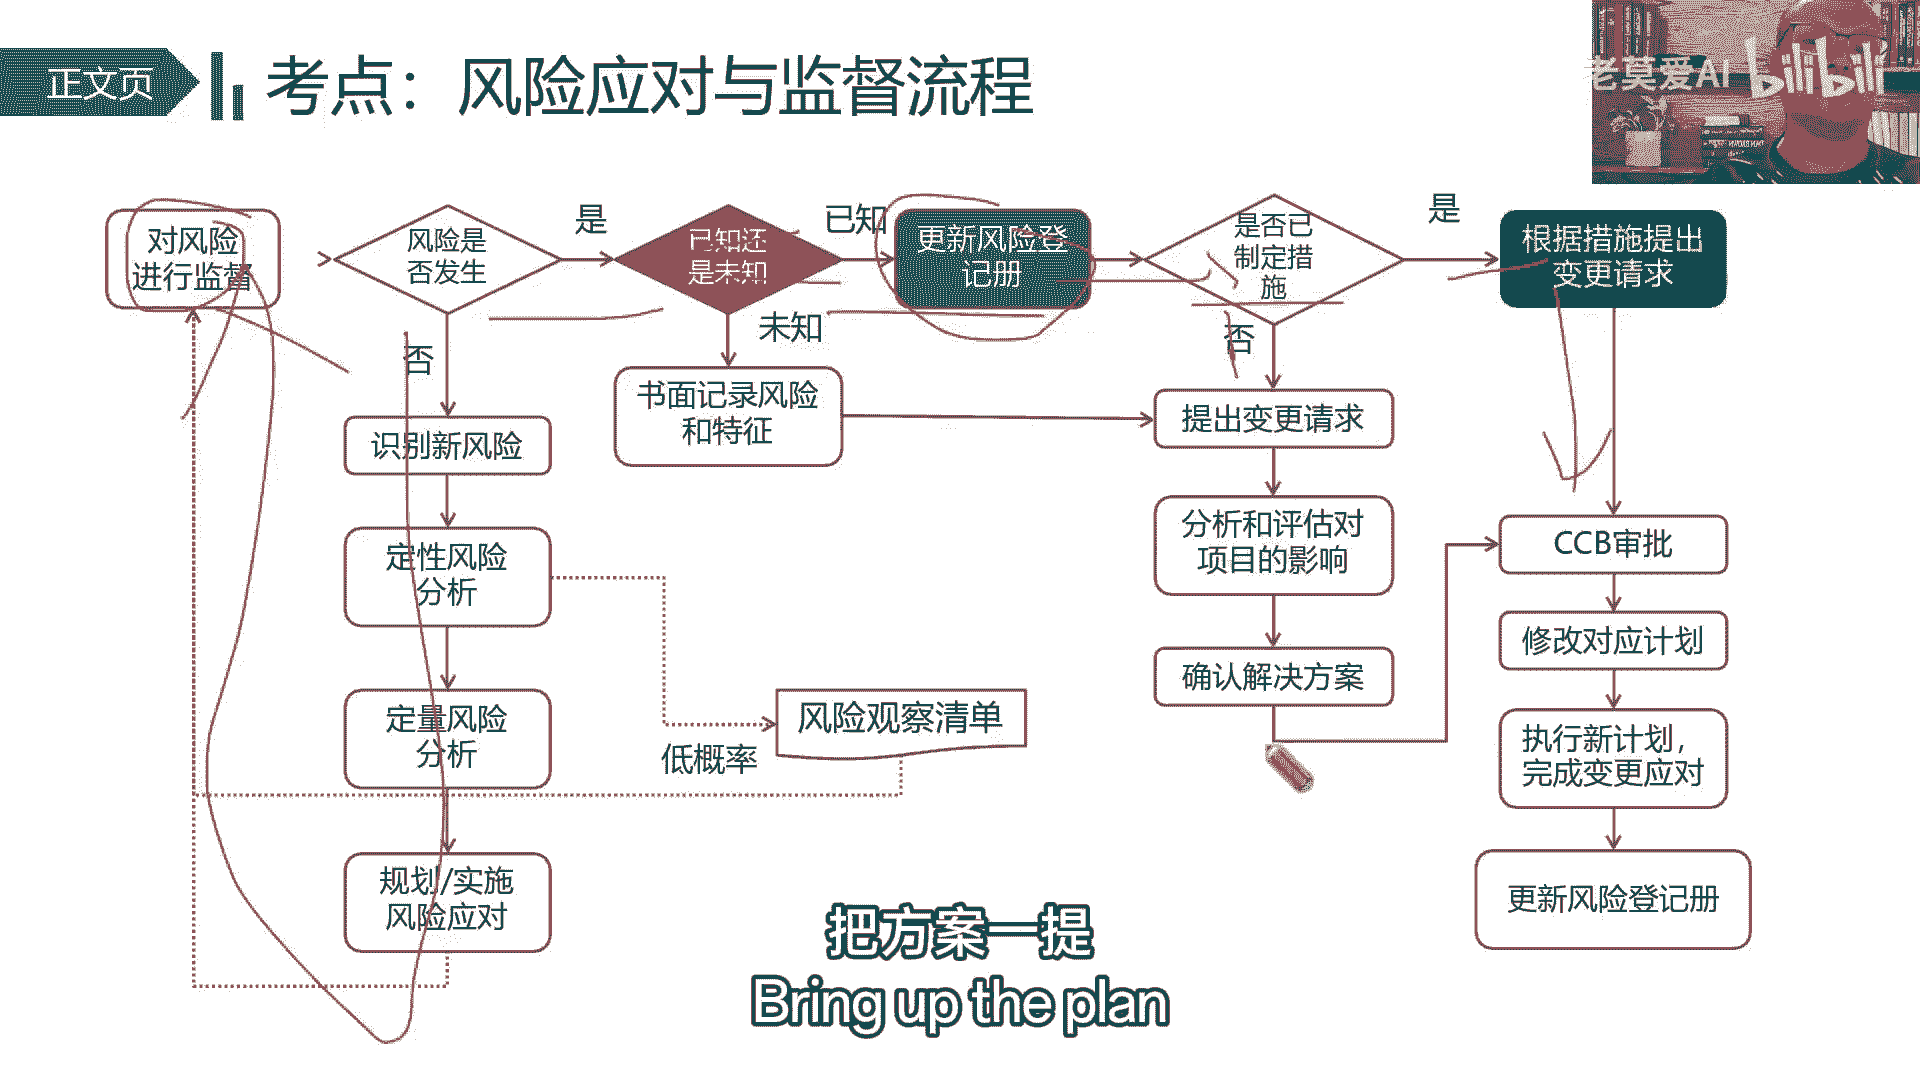 正文页
考点：风险应对与监督流程
老莫爱AI
bilibili
对风险
进行监督
风险是
否发生
是
否
已知还
是未知
已知
未知
更新风险登
记册
是否已
制定措
施
是
否
根据措施提出
变更请求
识别新风险
定性风险
分析
定量风险
分析
规划/实施
风险应对
书面记录风险
和特征
低概率
风险观察清单
提出变更请求
分析和评估对
项目的影响
确认解决方案
CCB审批
修改对应计划
执行新计划，
完成变更应对
更新风险登记册
把方案一提
Bring up the plan